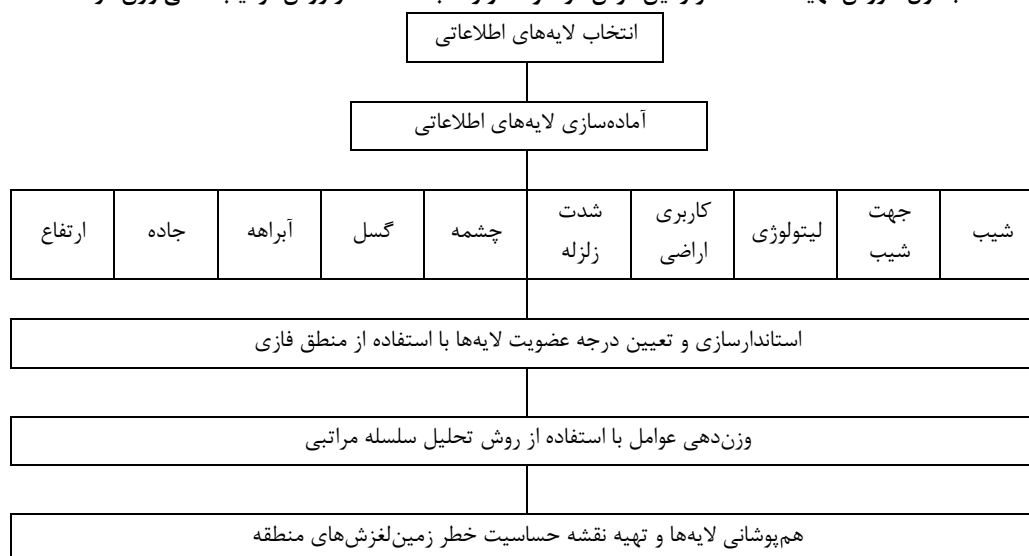 انتخاب لایه‌های اطلاعاتی
آماده‌سازی لایه‌های اطلاعاتی
شیب
جهت
شیب
لیتولوژی
کاربری
اراضی
شدت
زلزله
چشمه
گسل
آبراهه
جاده
ارتفاع
استاندارسازی و تعیین درجه عضویت لایه‌ها با استفاده از منطق فازی
وزن‌دهی عوامل با استفاده از روش تحلیل سلسله مراتبی
هم‌پوشانی لایه‌ها و تهیه نقشه حساسیت خطر زمین‌لغزش‌های منطقه